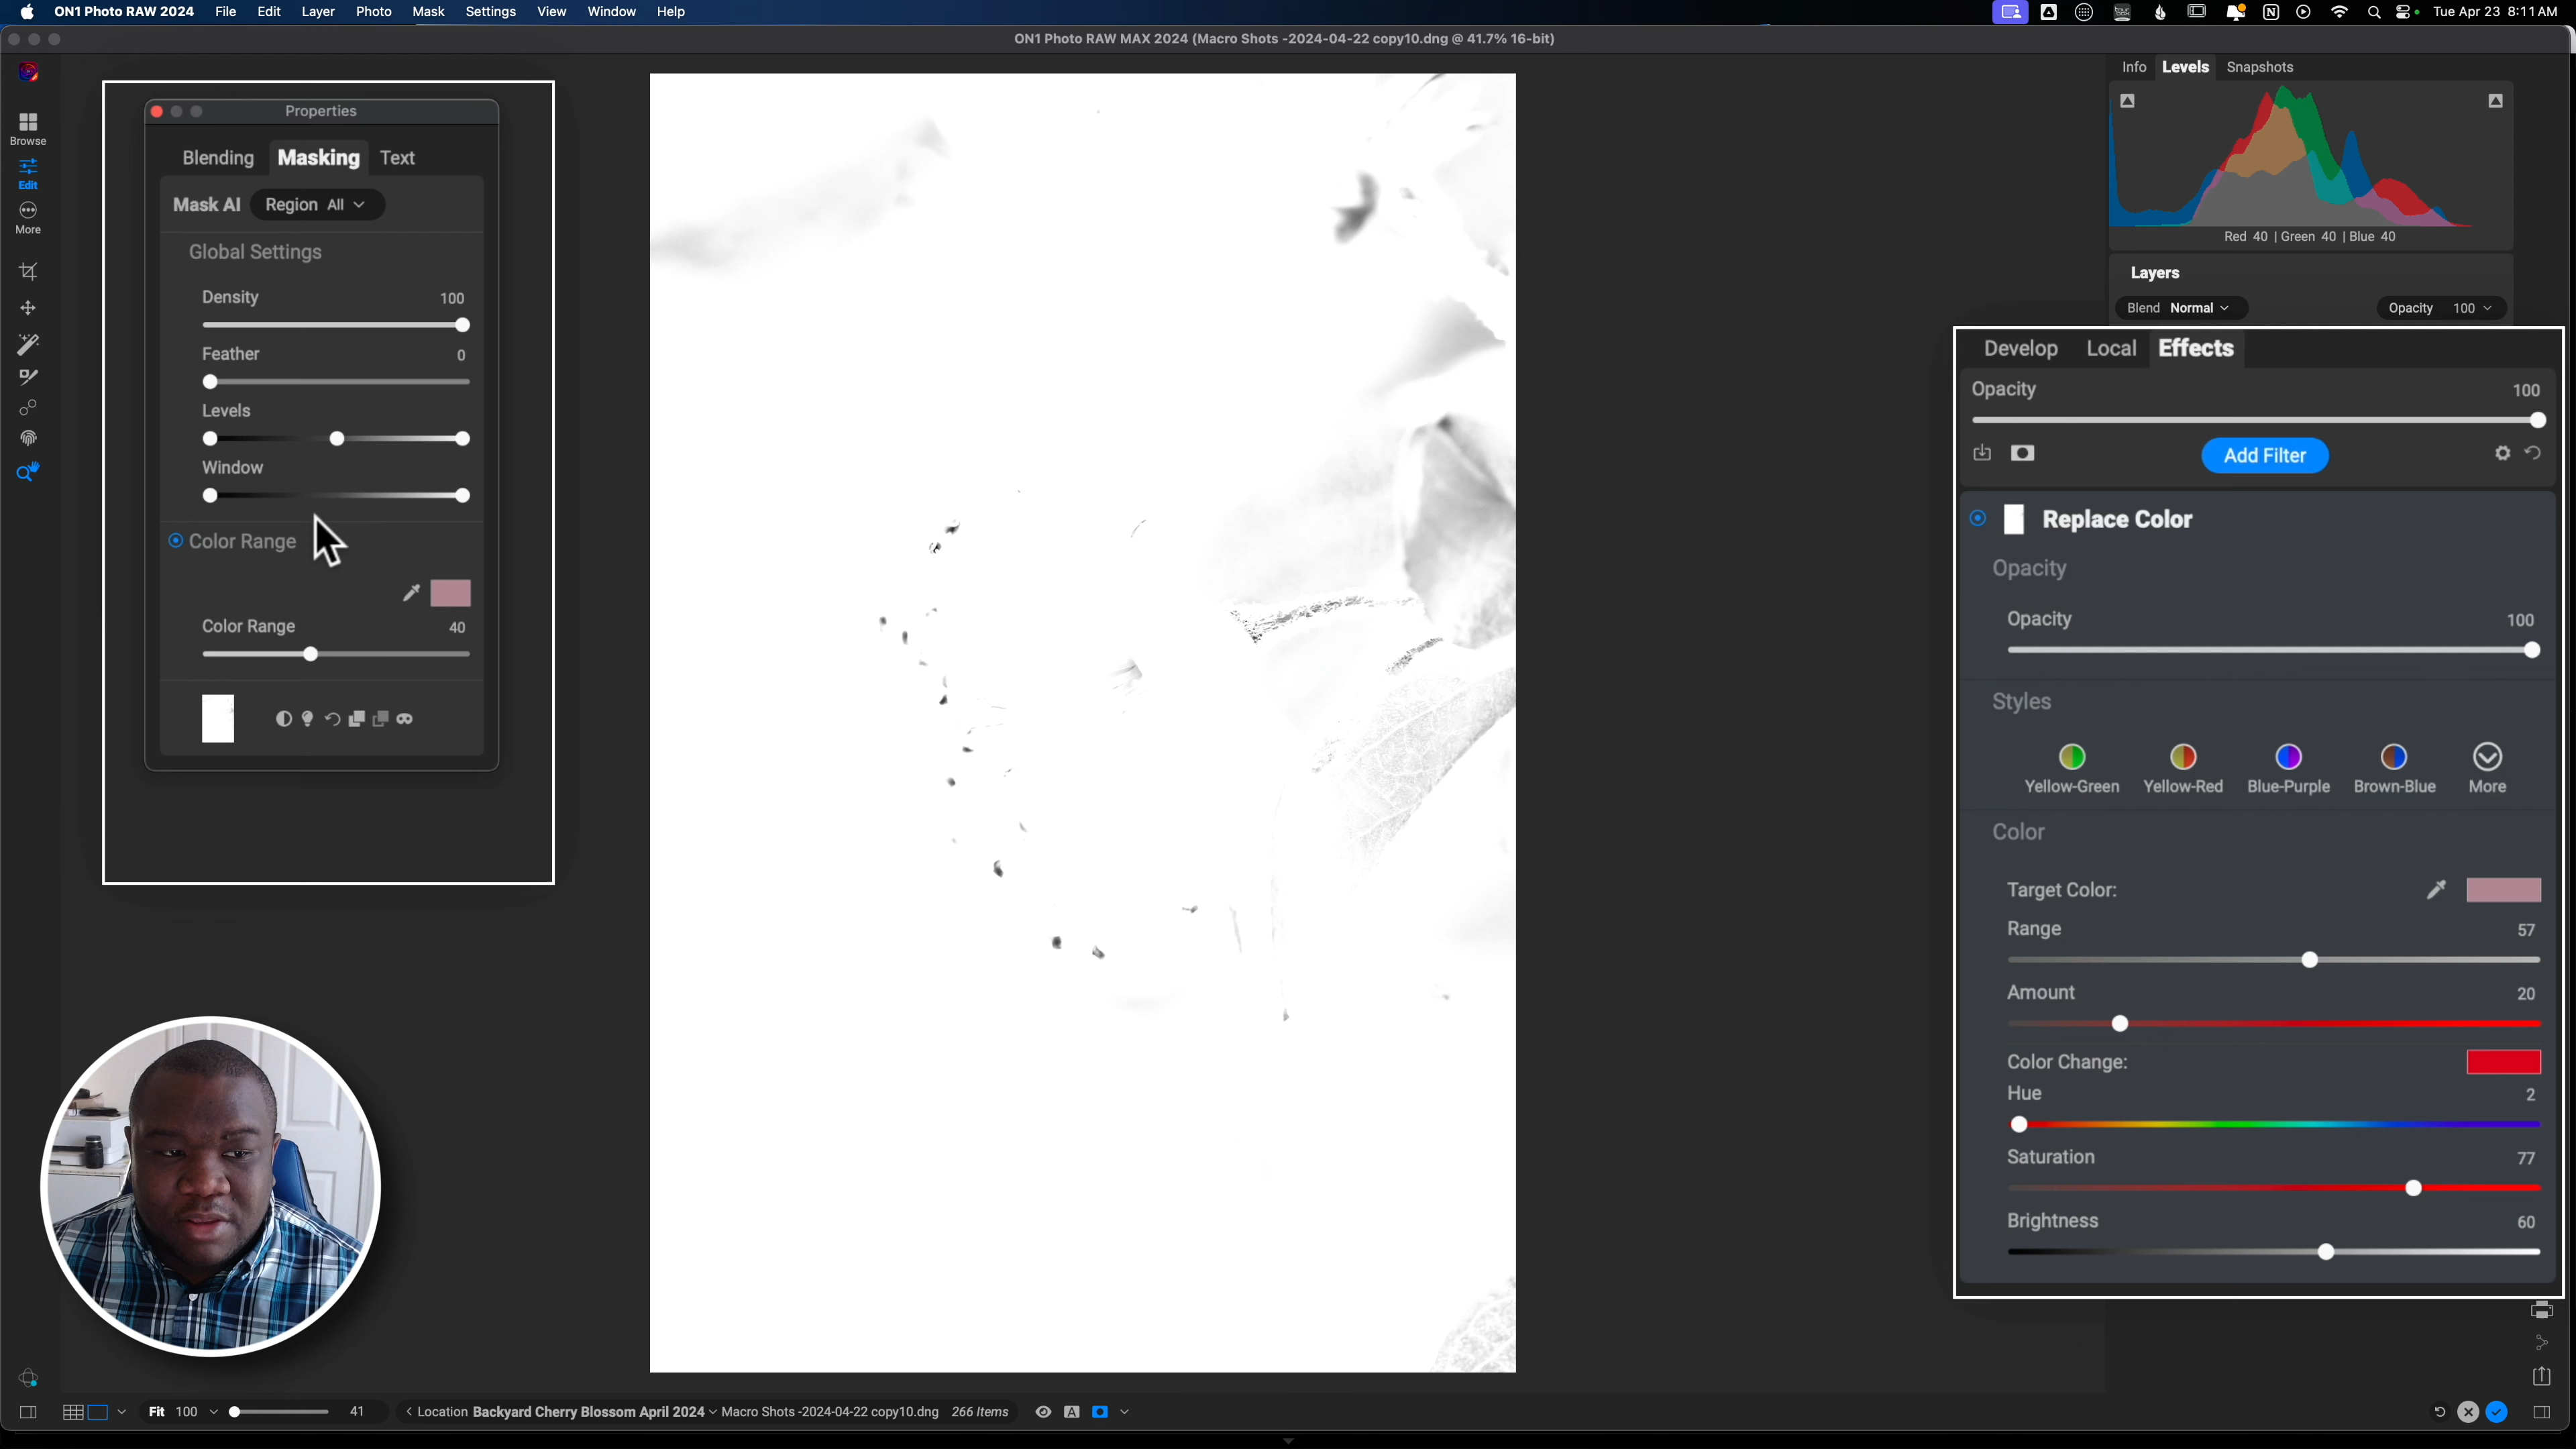 ON1 Photo RAW 2024 File Edit Layer Photo Mask Settings View Window Help
Tue Apr 23 8:11 AM
ON1 Photo RAW MAX 2024 (Macro Shots -2024-04-22 copy10.dng @ 41.7% 16-bit)
Browse
Edit
More
Properties
Blending Masking Text
Mask AI Region All
Global Settings
Density 100
Feather 0
Levels
Window
Color Range
Color Range 40
Info Levels Snapshots
Red 40 | Green 40 | Blue 40
Layers
Blend Normal Opacity 100
Develop Local Effects
Opacity 100
Add Filter
Replace Color
Opacity
Opacity 100
Styles
Yellow-Green Yellow-Red Blue-Purple Brown-Blue More
Color
Target Color:
Range 57
Amount 20
Color Change:
Hue 2
Saturation 77
Brightness 60
Fit 100 41 < Location Backyard Cherry Blossom April 2024 Macro Shots -2024-04-22 copy10.dng 266 Items A